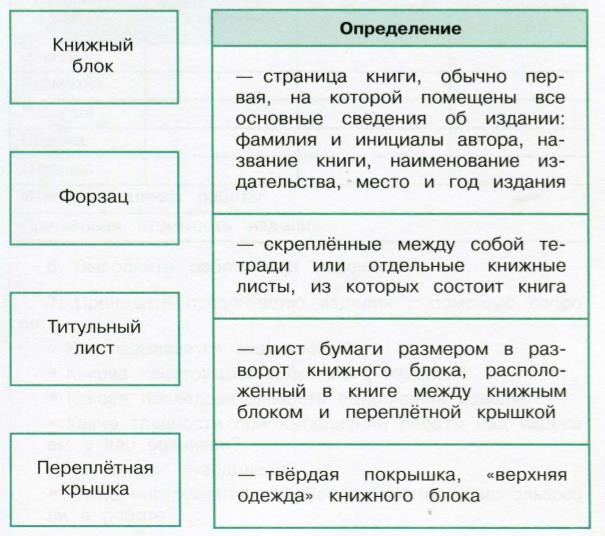 Книжный
блок
Форзац
Титульный
лист
Переплётная
крышка
Определение
— страница книги, обычно пер-
вая, на которой помещены все
основные сведения об издании:
фамилия и инициалы автора, на-
звание книги, наименование из-
дательства, место и год издания
— скреплённые между собой те-
тради или отдельные книжные
листы, из которых состоит книга
— лист бумаги размером в раз-
ворот книжного блока, располо-
женный в книге между книжным
блоком и переплётной крышкой
— твёрдая покрышка, «верхняя
одежда» книжного блока